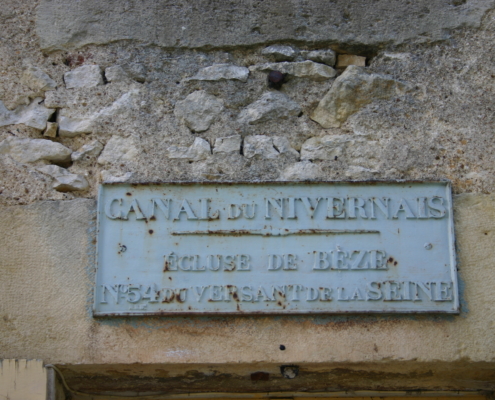 CANAL DU NIVERNAIS
ÉCLUSE DE BÈZE
N° 54 DU VERSANT DE LA SEINE